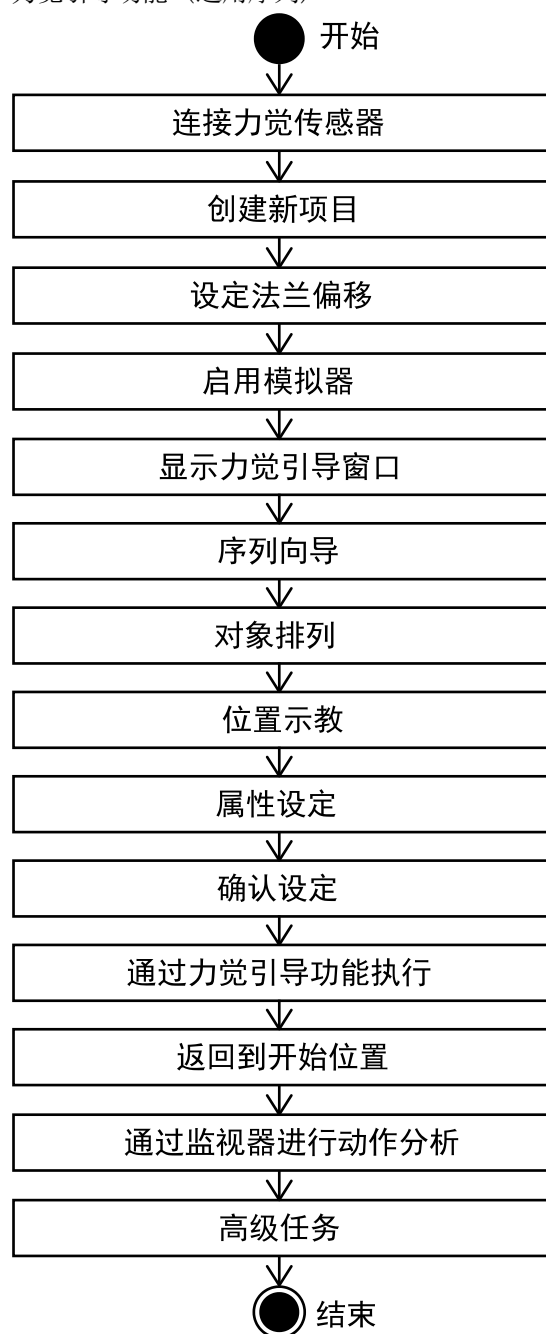 开始
连接力觉传感器
创建新项目
设定法兰偏移
启用模拟器
显示力觉引导窗口
序列向导
对象排列
位置示教
属性设定
确认设定
通过力觉引导功能执行
返回到开始位置
通过监视器进行动作分析
高级任务
结束